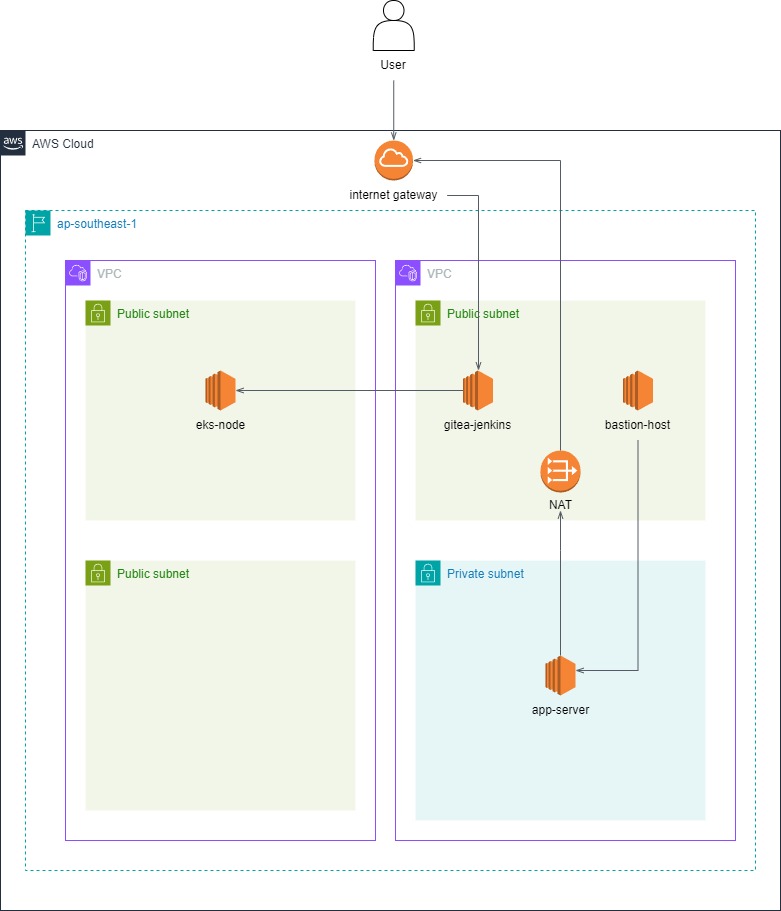 User
aws
AWS Cloud
internet gateway
ap-southeast-1
VPC
VPC
Public subnet
Public subnet
eks-node
gitea-jenkins
bastion-host
NAT
Public subnet
Private subnet
app-server